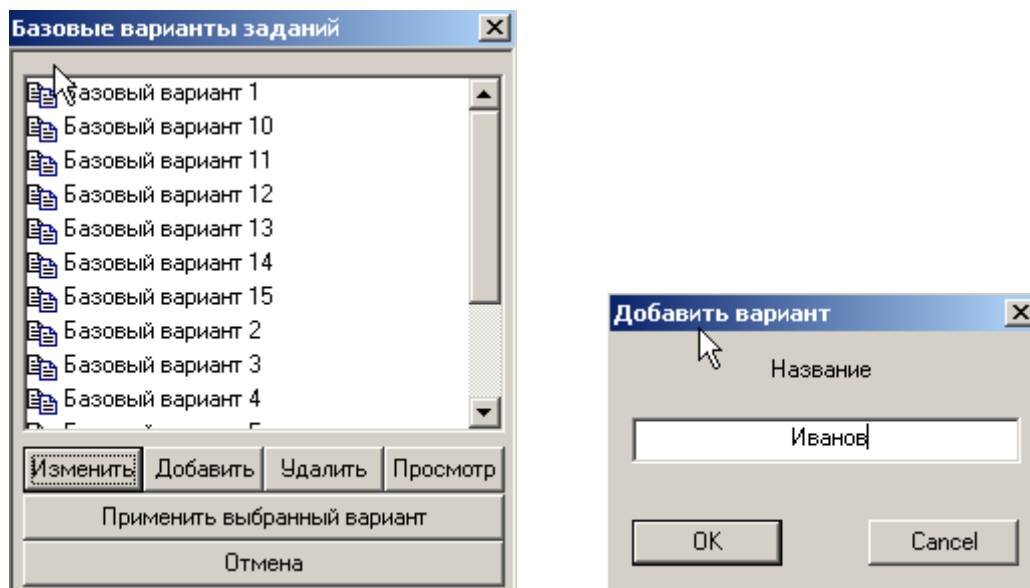 Базовые варианты заданий
Базовый вариант 1
Базовый вариант 10
Базовый вариант 11
Базовый вариант 12
Базовый вариант 13
Базовый вариант 14
Базовый вариант 15
Базовый вариант 2
Базовый вариант 3
Базовый вариант 4
Изменить Добавить Удалить Просмотр
Применить выбранный вариант
Отмена
Добавить вариант
Название
Иванов
OK Cancel